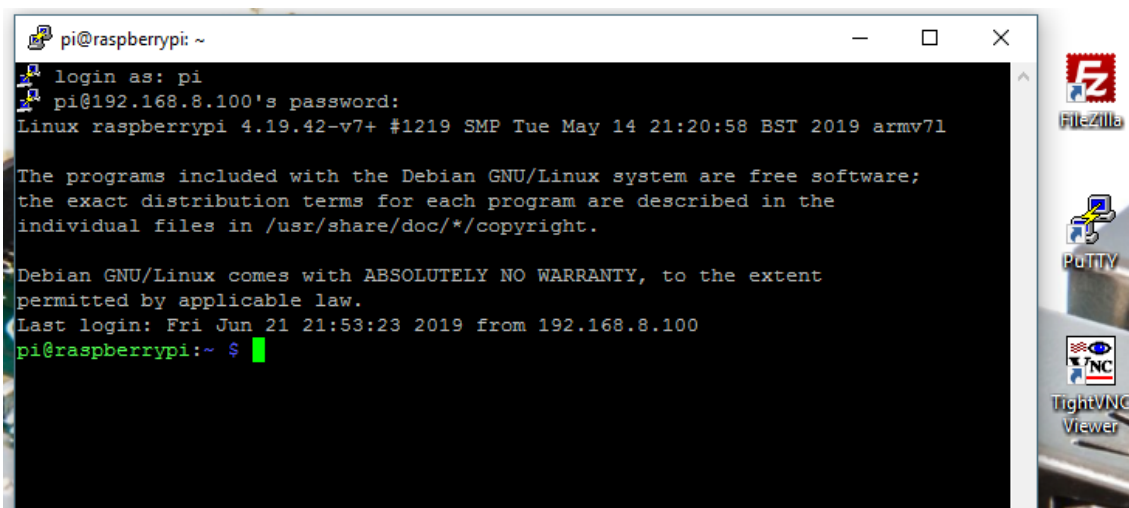 pi@raspberrypi: ~
login as: pi
pi@192.168.8.100's password:
Linux raspberrypi 4.19.42-v7+ #1219 SMP Tue May 14 21:20:58 BST 2019 armv7l
The programs included with the Debian GNU/Linux system are free software;
the exact distribution terms for each program are described in the
individual files in /usr/share/doc/*/copyright.
Debian GNU/Linux comes with ABSOLUTELY NO WARRANTY, to the extent
permitted by applicable law.
Last login: Fri Jun 21 21:53:23 2019 from 192.168.8.100
pi@raspberrypi:~ $
FZ
FileZilla
PuTTY
VNC
TightVNC
Viewer